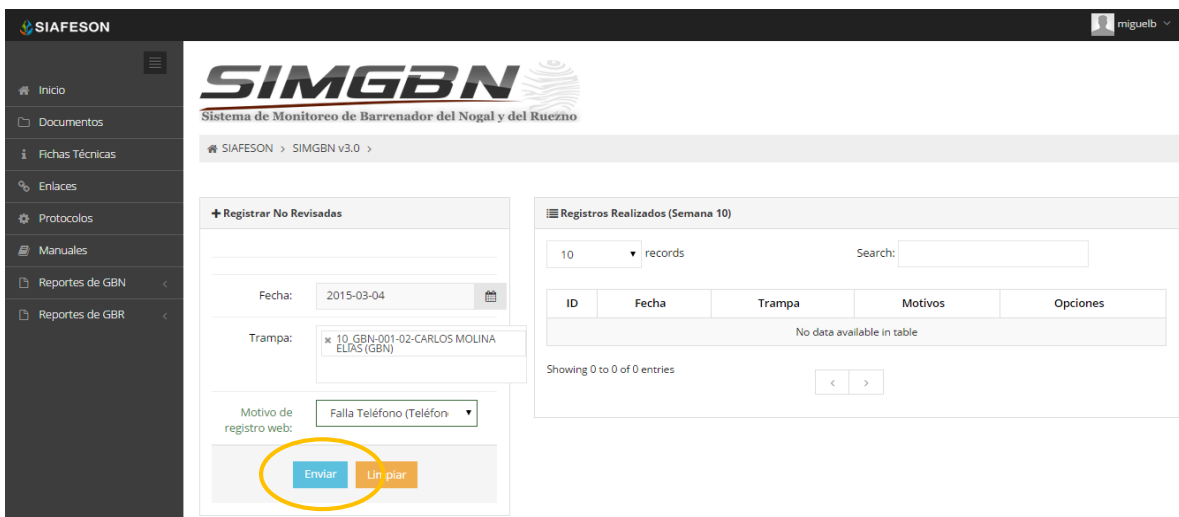 SIAFESON
miguelb
Inicio
Documentos
Fichas Técnicas
Enlaces
Protocolos
Manuales
Reportes de GBN
Reportes de GBR
SIMGBN
Sistema de Monitoreo de Barrenador del Nogal y del Ruezno
SIAFESON > SIMGBN v3.0 >
Registrar No Revisadas
Fecha: 2015-03-04
Trampa: × 10_GBN-001-02-CARLOS MOLINA
ELIAS (GBN)
Motivo de
registro web: Falla Teléfono (Teléfon
Enviar Limpiar
Registros Realizados (Semana 10)
10 records Search:
ID Fecha Trampa Motivos Opciones
No data available in table
Showing 0 to 0 of 0 entries
< >